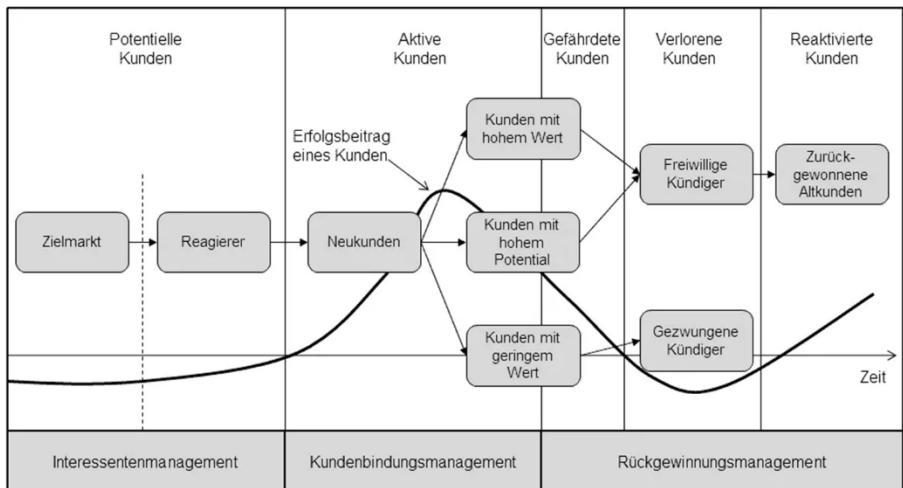 Potentielle
Kunden
Aktive
Kunden
Gefährdete
Kunden
Verlorene
Kunden
Reaktivierte
Kunden
Erfolgsbeitrag
eines Kunden
Kunden mit
hohem Wert
Freiwillige
Kündiger
Zurück-
gewonnene
Altkunden
Zielmarkt
Reagierer
Neukunden
Kunden mit
hohem
Potential
Kunden mit
geringem
Wert
Gezwungene
Kündiger
Zeit
Interessentenmanagement
Kundenbindungsmanagement
Rückgewinnungsmanagement